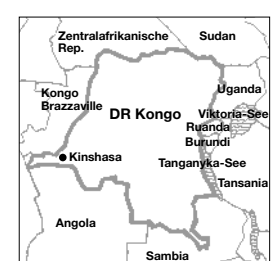 Zentralafrikanische
Rep.
Sudan
Uganda
Kongo
Brazzaville
DR Kongo
Viktoria-See
Ruanda
Burundi
Kinshasa
Tanganyka-See
Tansania
Angola
Sambia